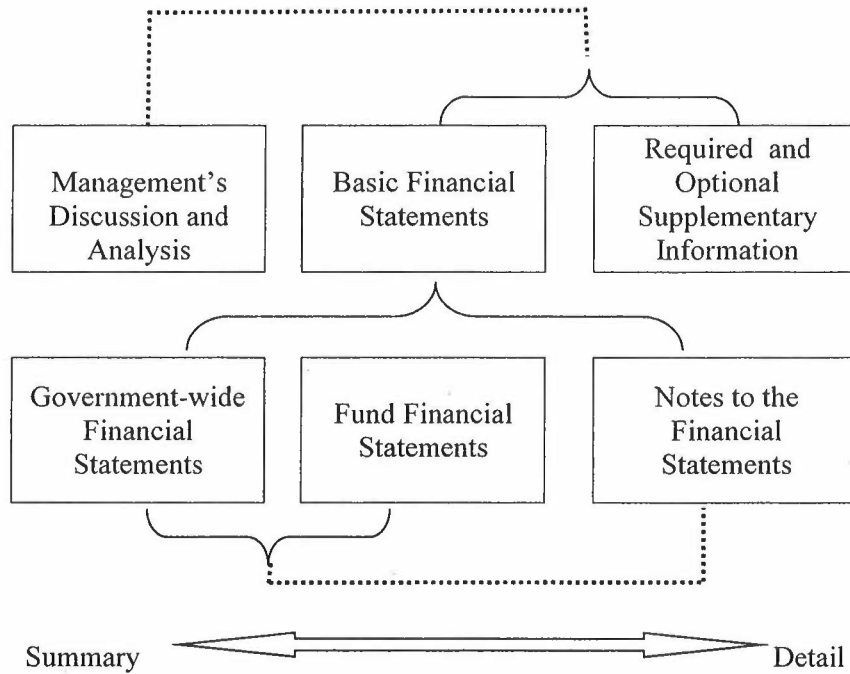 Management's
Discussion and
Analysis
Basic Financial
Statements
Required and
Optional
Supplementary
Information
Government-wide
Financial
Statements
Fund Financial
Statements
Notes to the
Financial
Statements
Summary
Detail